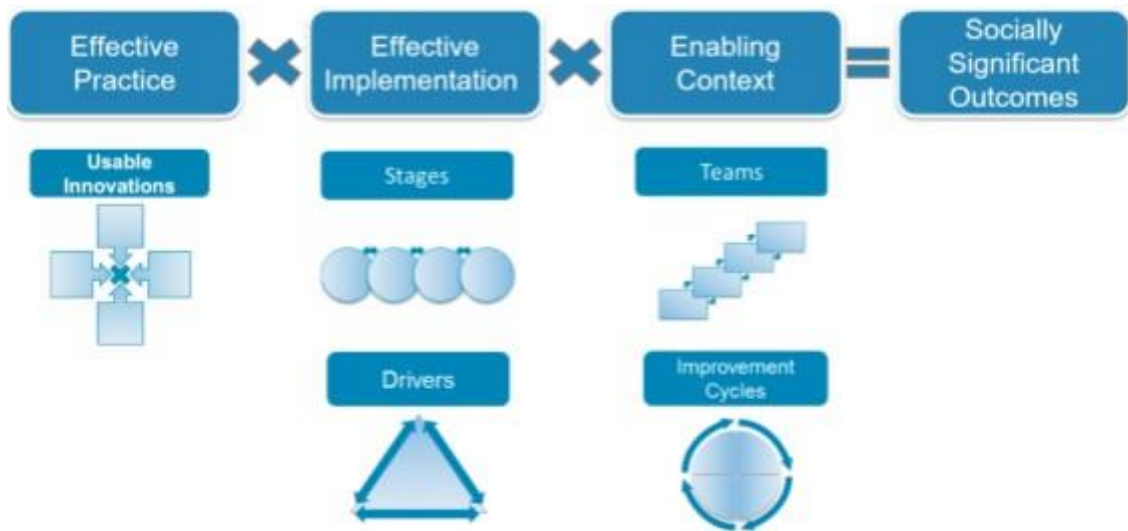 Effective
Practice
Effective
Implementation
Enabling
Context
Socially
Significant
Outcomes
Usable
Innovations
Stages
Teams
Drivers
Improvement
Cycles